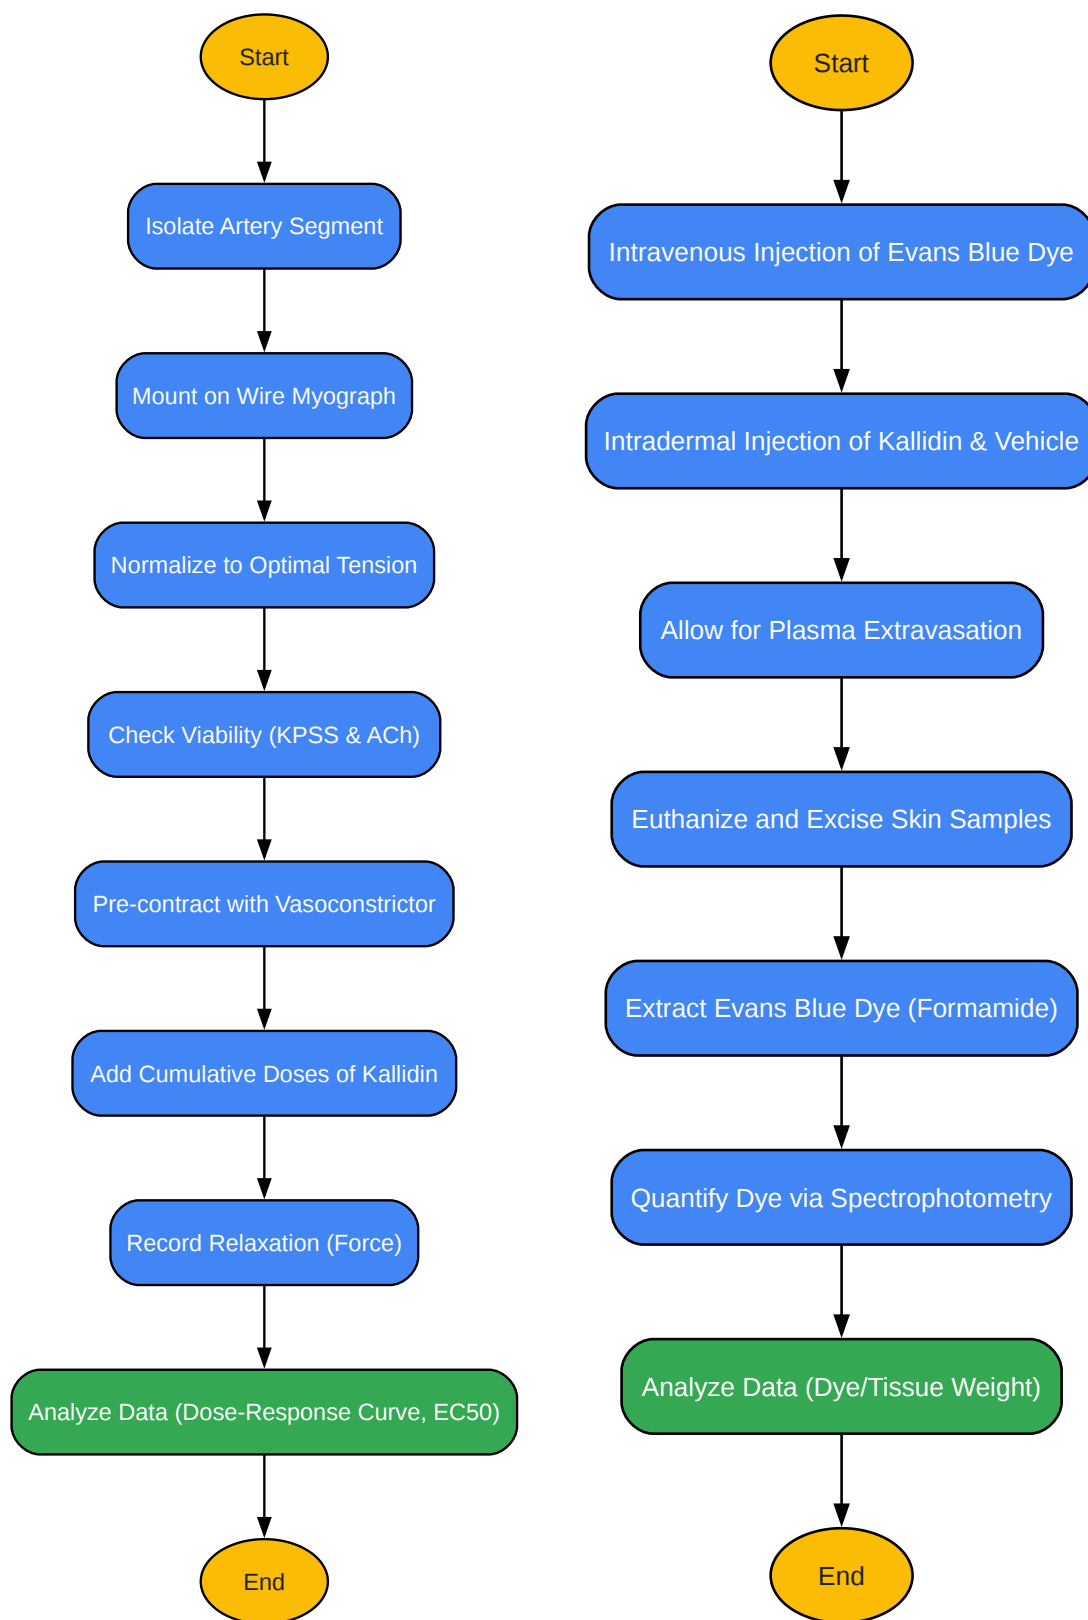 Start
Isolate Artery Segment
Mount on Wire Myograph
Normalize to Optimal Tension
Check Viability (KPSS & ACh)
Pre-contract with Vasoconstrictor
Add Cumulative Doses of Kallidin
Record Relaxation (Force)
Analyze Data (Dose-Response Curve, EC50)
End
Start
Intravenous Injection of Evans Blue Dye
Intradermal Injection of Kallidin & Vehicle
Allow for Plasma Extravasation
Euthanize and Excise Skin Samples
Extract Evans Blue Dye (Formamide)
Quantify Dye via Spectrophotometry
Analyze Data (Dye/Tissue Weight)
End